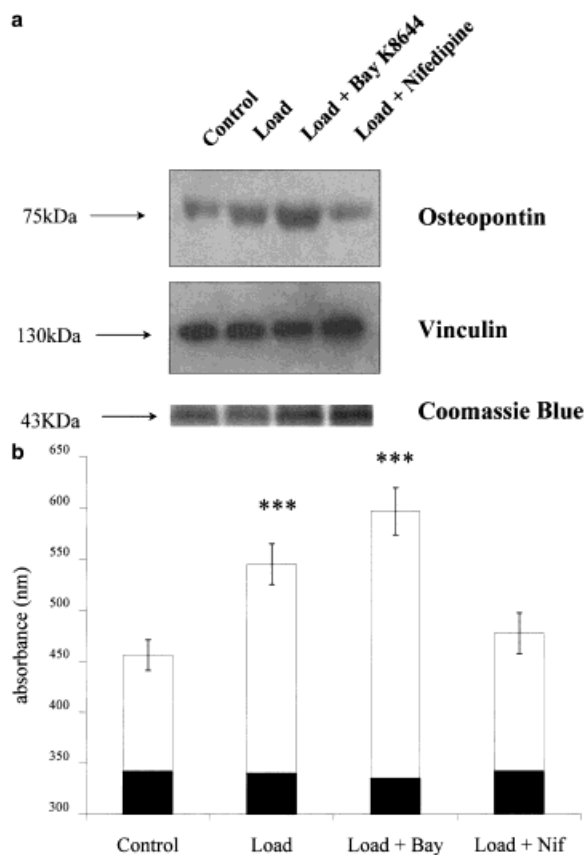 a
Control
Load
Load + Bay K8644
Load + Nifedipine
75kDa
Osteopontin
130kDa
Vinculin
43KDa
Coomassie Blue
b
650
600
550
500
450
400
350
300
absorbance (nm)
***
***
Control Load Load + Bay Load + Nif